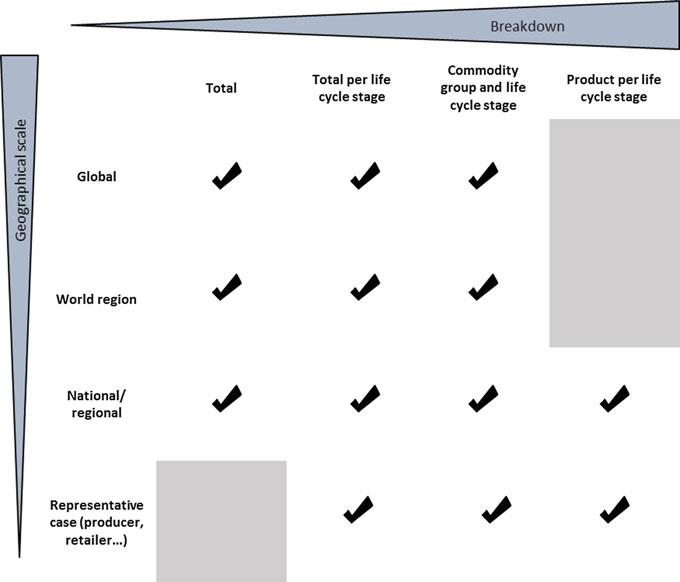 Breakdown
Geographical scale
Total
Total per life
cycle stage
Commodity
group and life
cycle stage
Product per life
cycle stage
Global
World region
National/
regional
Representative
case (producer,
retailer...)